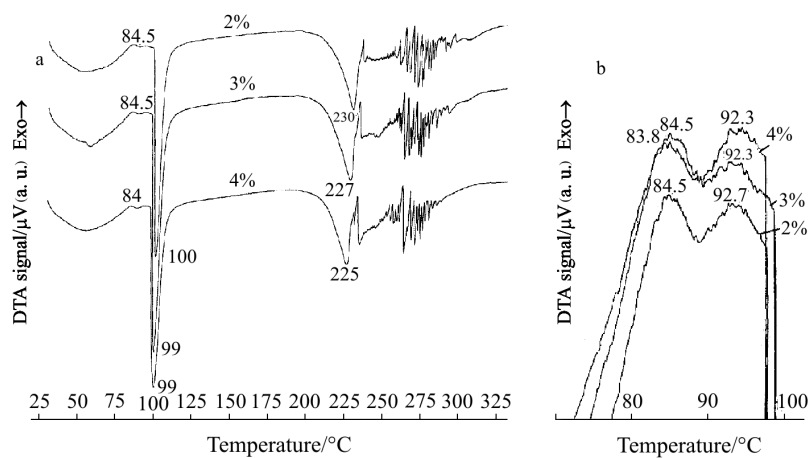 a
DTA signal/μV(a. u.) Exo→
2%
84.5
3%
84.5
230
4%
84
227
100
225
99
99
25 50 75 100 125 150 175 200 225 250 275 300 325
Temperature/°C
b
DTA signal/μV(a. u.) Exo→
92.3
84.5
4%
83.8
92.3
84.5
92.7
3%
2%
80 90 100
Temperature/°C